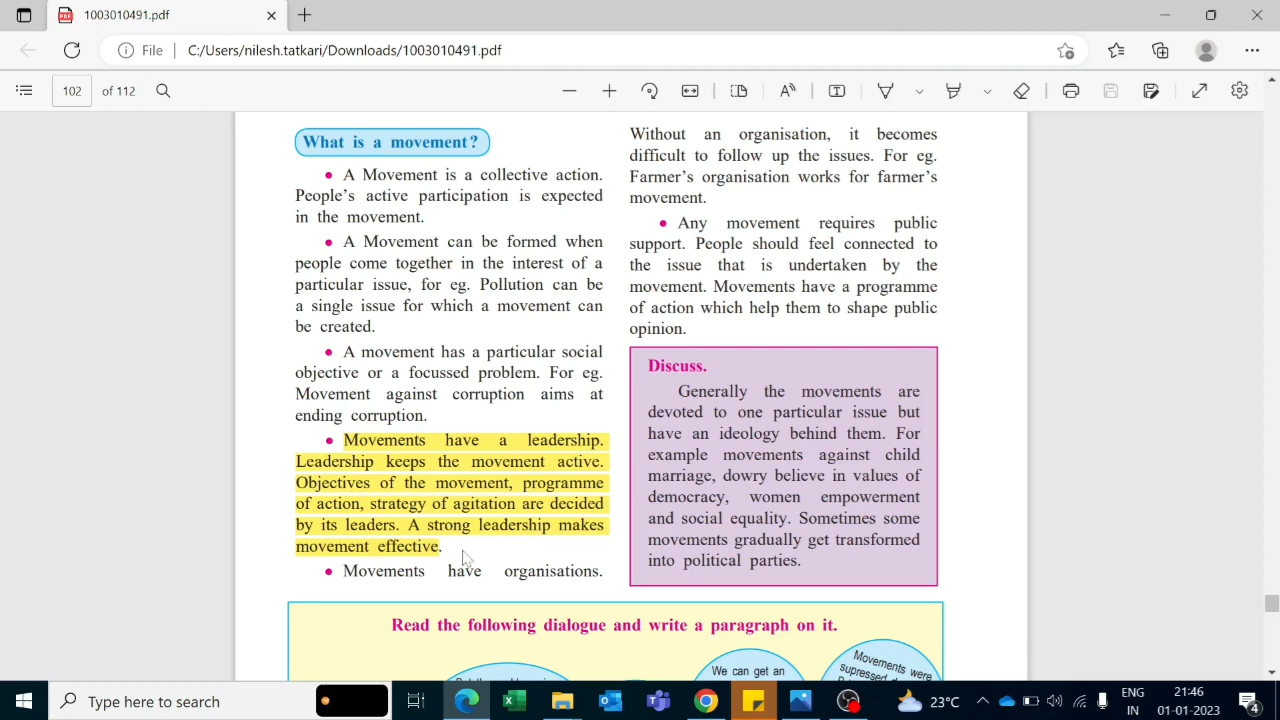 1003010491.pdf
File
C:/Users/nilesh.tatkari/Downloads/1003010491.pdf
102 of 112
What is a movement?
• A Movement is a collective action.
People's active participation is expected
in the movement.
• A Movement can be formed when
people come together in the interest of a
particular issue, for eg. Pollution can be
a single issue for which a movement can
be created.
• A movement has a particular social
objective or a focussed problem. For eg.
Movement against corruption aims at
ending corruption.
• Movements have a leadership.
Leadership keeps the movement active.
Objectives of the movement, programme
of action, strategy of agitation are decided
by its leaders. A strong leadership makes
movement effective.
• Movements have organisations.
Without an organisation, it becomes
difficult to follow up the issues. For eg.
Farmer's organisation works for farmer's
movement.
• Any movement requires public
support. People should feel connected to
the issue that is undertaken by the
movement. Movements have a programme
of action which help them to shape public
opinion.
Discuss.
Generally the movements are
devoted to one particular issue but
have an ideology behind them. For
example movements against child
marriage, dowry believe in values of
democracy, women empowerment
and social equality. Sometimes some
movements gradually get transformed
into political parties.
Read the following dialogue and write a paragraph on it.
We can get an
Movements were
Type here to search
23°C
ENG
IN
21:46
01-01-2023
4